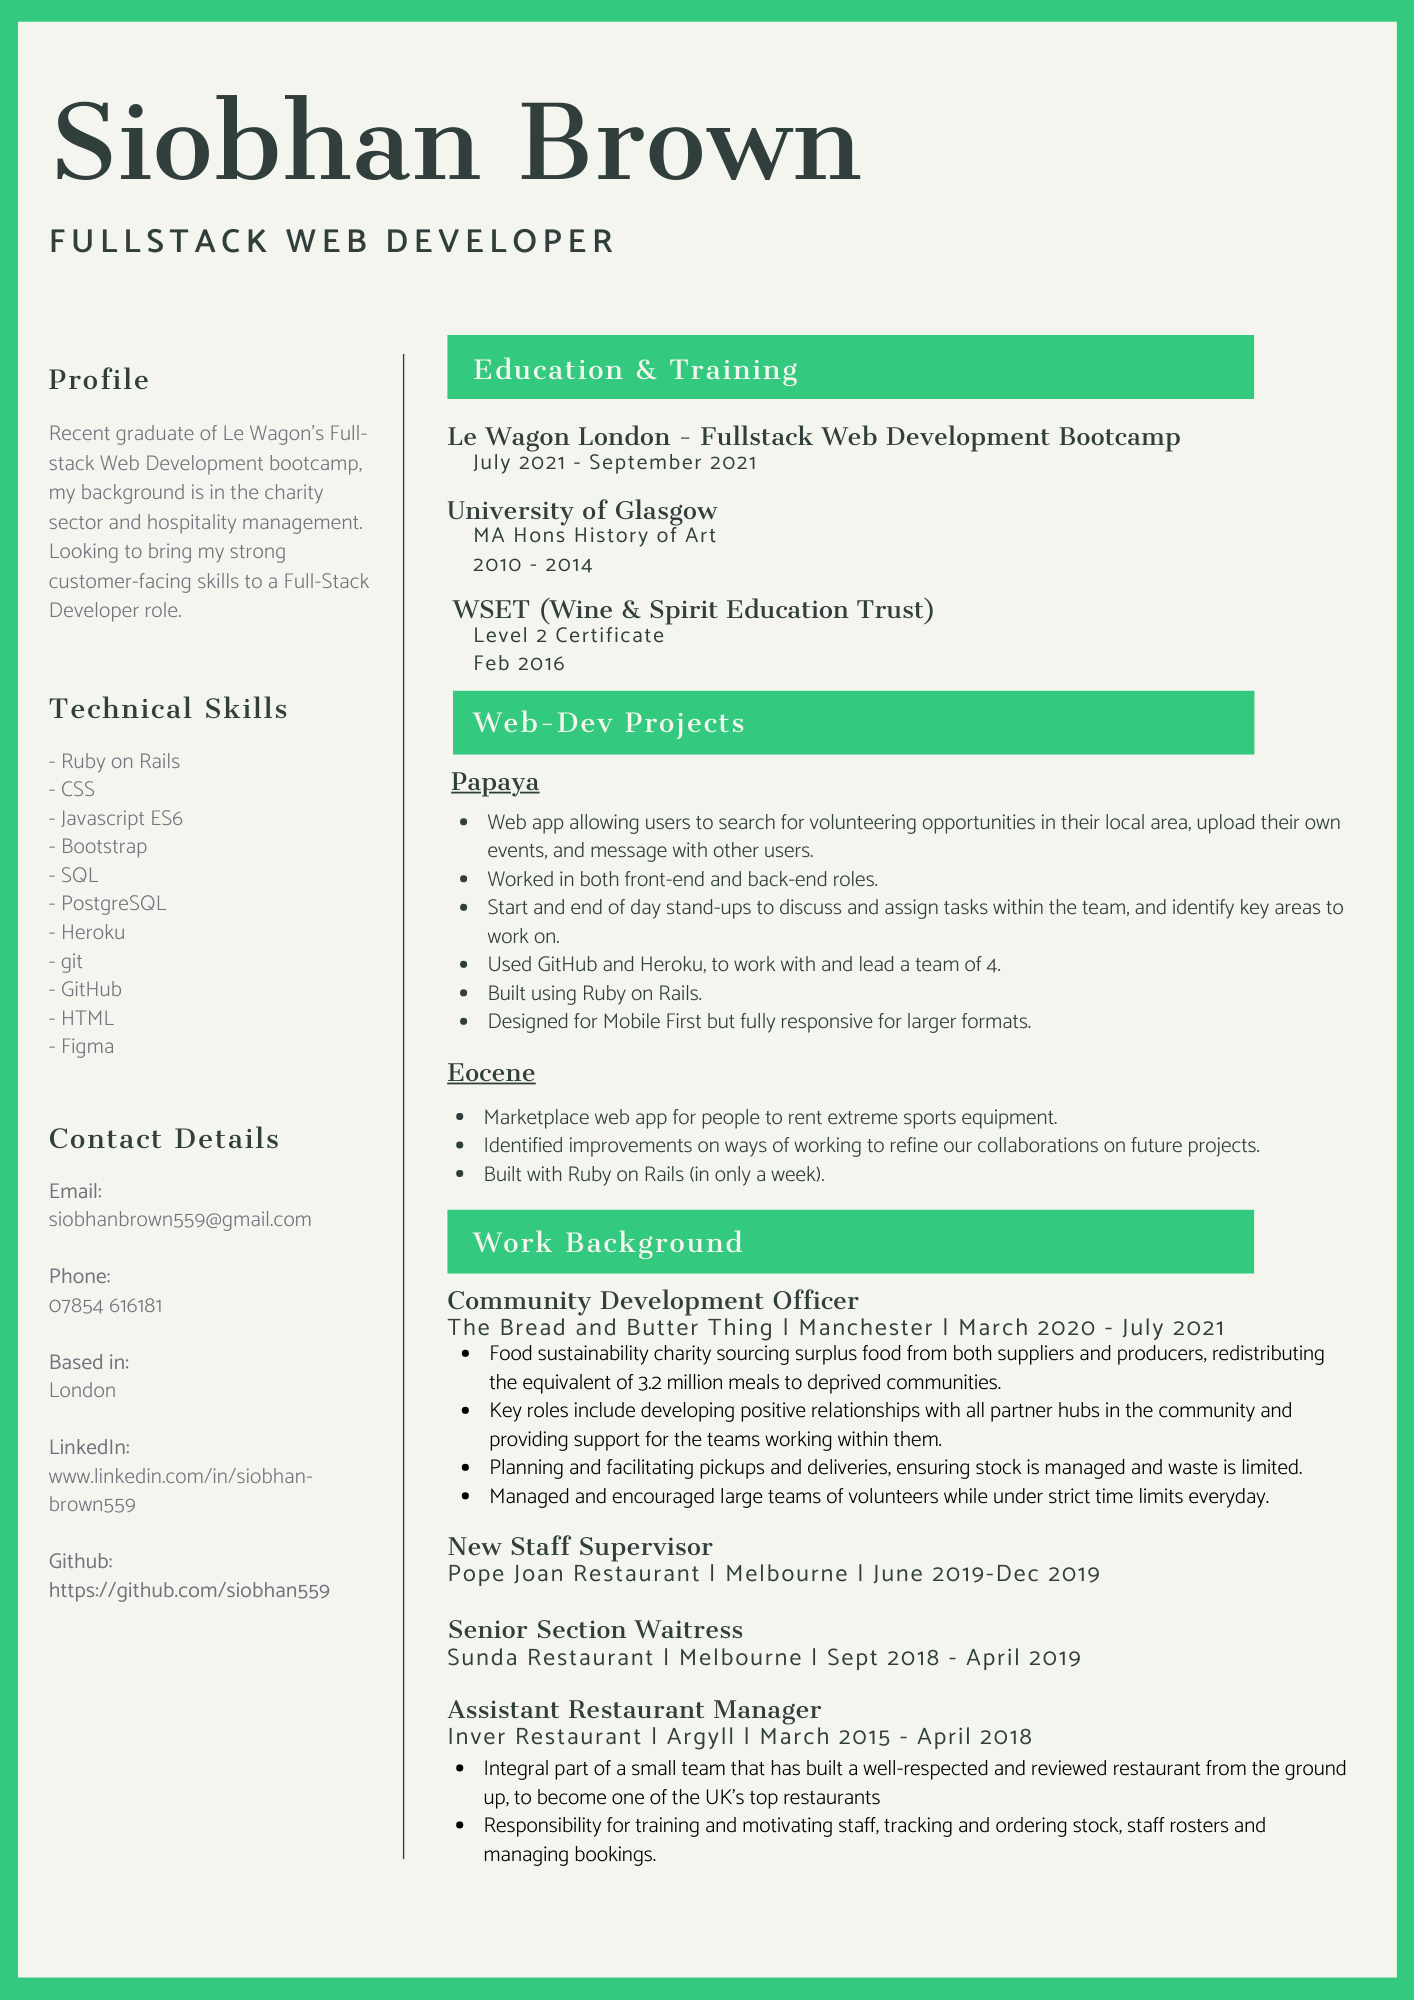 Siobhan Brown
FULLSTACK WEB DEVELOPER
Profile
Recent graduate of Le Wagon's Full-
stack Web Development bootcamp,
my background is in the charity
sector and hospitality management.
Looking to bring my strong
customer-facing skills to a Full-Stack
Developer role.
Technical Skills
- Ruby on Rails
- CSS
- Javascript ES6
- Bootstrap
- SQL
- PostgreSQL
- Heroku
- git
- GitHub
- HTML
- Figma
Contact Details
Email:
siobhanbrown559@gmail.com
Phone:
07854 616181
Based in:
London
LinkedIn:
www.linkedin.com/in/siobhan-
brown559
Github:
https://github.com/siobhan559
Education & Training
Le Wagon London - Fullstack Web Development Bootcamp
July 2021 - September 2021
University of Glasgow
MA Hons History of Art
2010 - 2014
WSET (Wine & Spirit Education Trust)
Level 2 Certificate
Feb 2016
Web-Dev Projects
Papaya
• Web app allowing users to search for volunteering opportunities in their local area, upload their own
events, and message with other users.
• Worked in both front-end and back-end roles.
• Start and end of day stand-ups to discuss and assign tasks within the team, and identify key areas to
work on.
• Used GitHub and Heroku, to work with and lead a team of 4.
• Built using Ruby on Rails.
• Designed for Mobile First but fully responsive for larger formats.
Eocene
• Marketplace web app for people to rent extreme sports equipment.
• Identified improvements on ways of working to refine our collaborations on future projects.
• Built with Ruby on Rails (in only a week).
Work Background
Community Development Officer
The Bread and Butter Thing | Manchester | March 2020 - July 2021
• Food sustainability charity sourcing surplus food from both suppliers and producers, redistributing
the equivalent of 3.2 million meals to deprived communities.
• Key roles include developing positive relationships with all partner hubs in the community and
providing support for the teams working within them.
• Planning and facilitating pickups and deliveries, ensuring stock is managed and waste is limited.
• Managed and encouraged large teams of volunteers while under strict time limits everyday.
New Staff Supervisor
Pope Joan Restaurant | Melbourne | June 2019-Dec 2019
Senior Section Waitress
Sunda Restaurant | Melbourne | Sept 2018 - April 2019
Assistant Restaurant Manager
Inver Restaurant | Argyll | March 2015 - April 2018
• Integral part of a small team that has built a well-respected and reviewed restaurant from the ground
up, to become one of the UK's top restaurants
• Responsibility for training and motivating staff, tracking and ordering stock, staff rosters and
managing bookings.